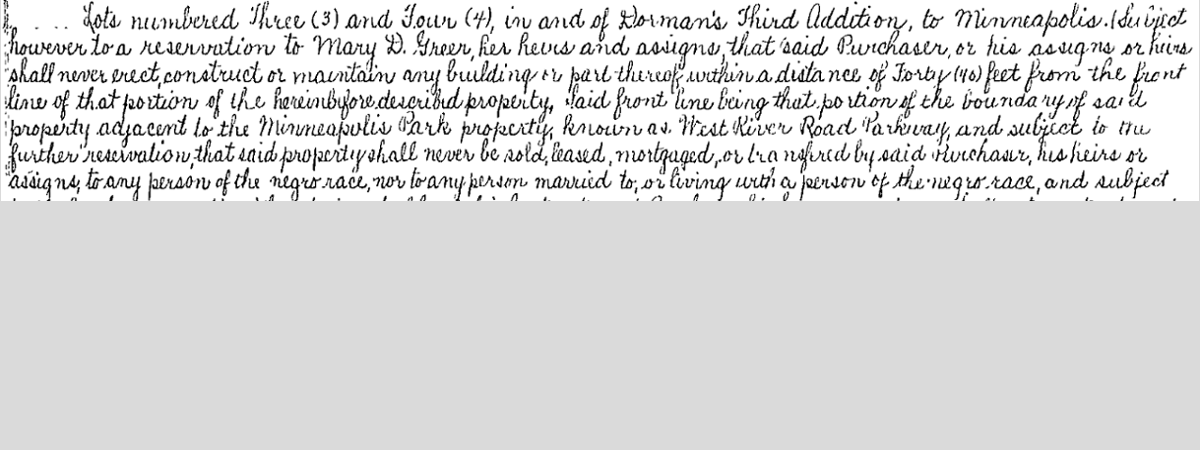 . ... Lots numbered Three (3) and Four (4), in and of Dorman's Third Addition, to Minneapolis. (Subject
however to a reservation to Mary D. Greer, her heirs and assigns, that said Purchaser, or his assigns or heirs
shall never erect, construct or maintain any building or part thereof within a distance of Forty (40) feet from the front
line of that portion of the hereinbefore described property, said front line being that portion of the boundary of said
property adjacent to the Minneapolis Park property, known as West River Road Parkway, and subject to the
further reservation, that said property shall never be sold, leased, mortgaged, or transfired by said Purchaser, his heirs or
assigns, to any person of the negro race, nor to any person married to, or living with a person of the negro race, and subject